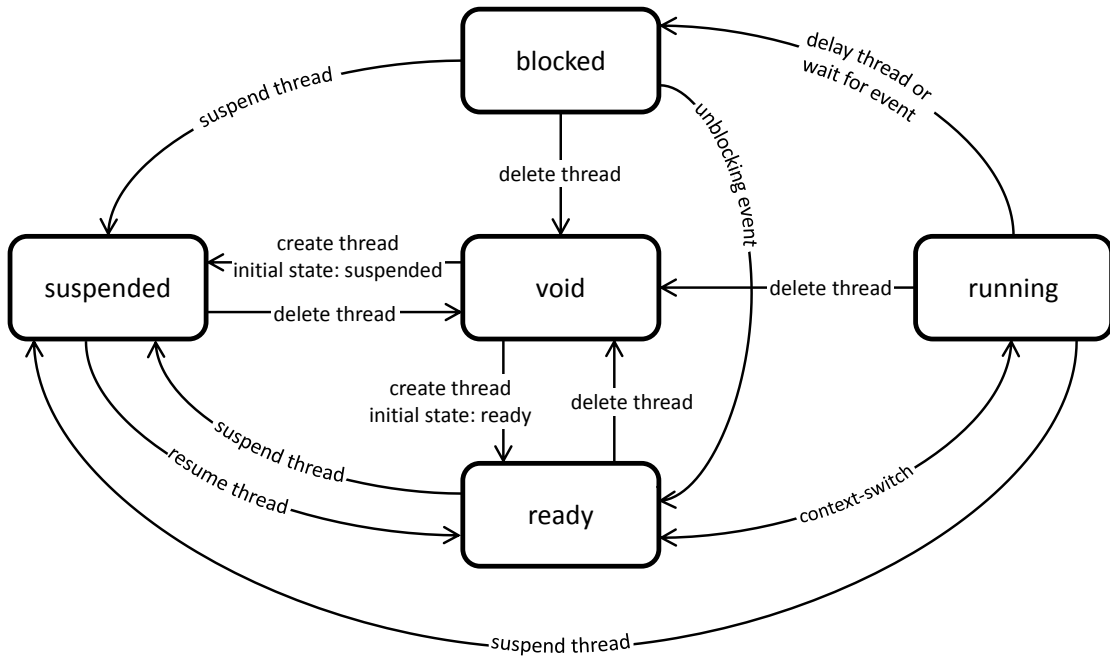 blocked
delay thread or
wait for event
suspend thread
unblocking event
delete thread
create thread
initial state: suspended
suspended
void
running
delete thread
delete thread
create thread
initial state: ready
delete thread
suspend thread
resume thread
ready
context-switch
suspend thread